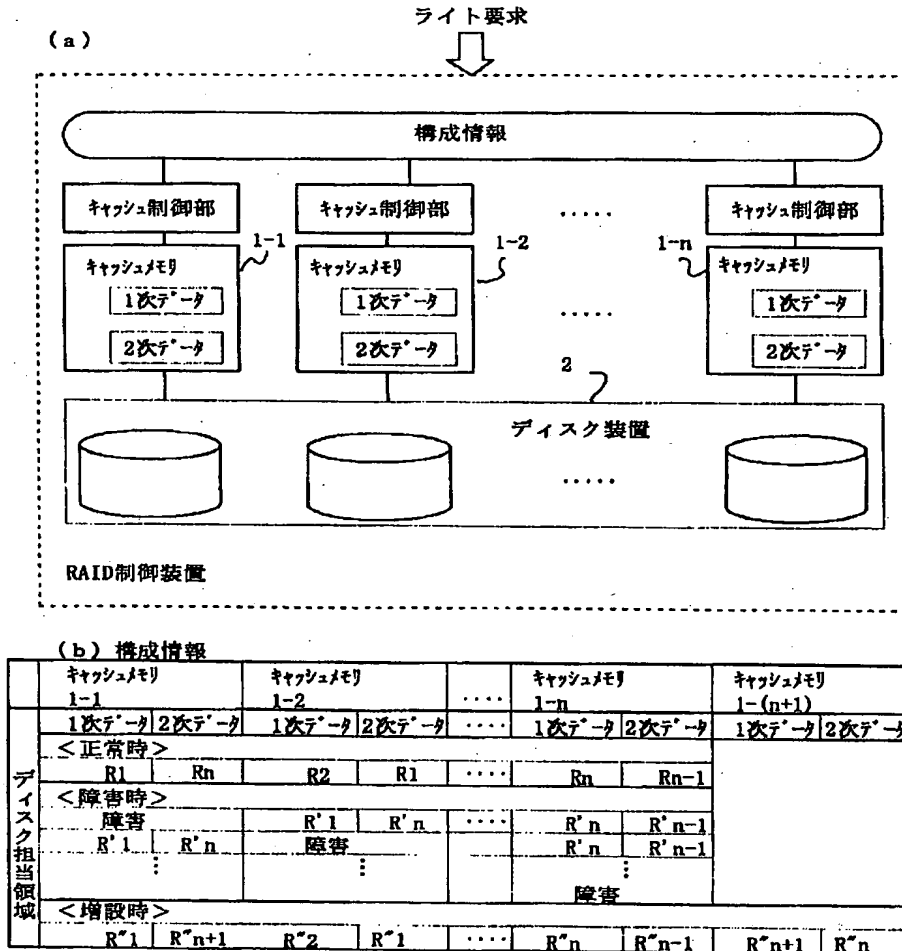 ライト要求
(a)
構成情報
キャッシュ制御部 キャッシュ制御部 ‥‥‥ キャッシュ制御部
1-1 1-2 1-n
キャッシュメモリ キャッシュメモリ キャッシュメモリ
1次データ 1次データ ‥‥‥ 1次データ
2次データ 2次データ 2次データ
2
ディスク装置
‥‥‥
RAID制御装置
(b) 構成情報
キャッシュメモリ キャッシュメモリ キャッシュメモリ キャッシュメモリ
1-1 1-2 ‥‥ 1-n 1-(n+1)
1次データ 2次データ 1次データ 2次データ ‥‥ 1次データ 2次データ 1次データ 2次データ
ディスク担当領域
<正常時>
R1 Rn R2 R1 ‥‥ Rn Rn-1
<障害時>
障害 R'1 R'n ‥‥ R'n R'n-1
R'1 R'n 障害 R'n R'n-1
⋮ ⋮ ⋮
障害
<増設時>
R"1 R"n+1 R"2 R"1 ‥‥ R"n R"n-1 R"n+1 R"n